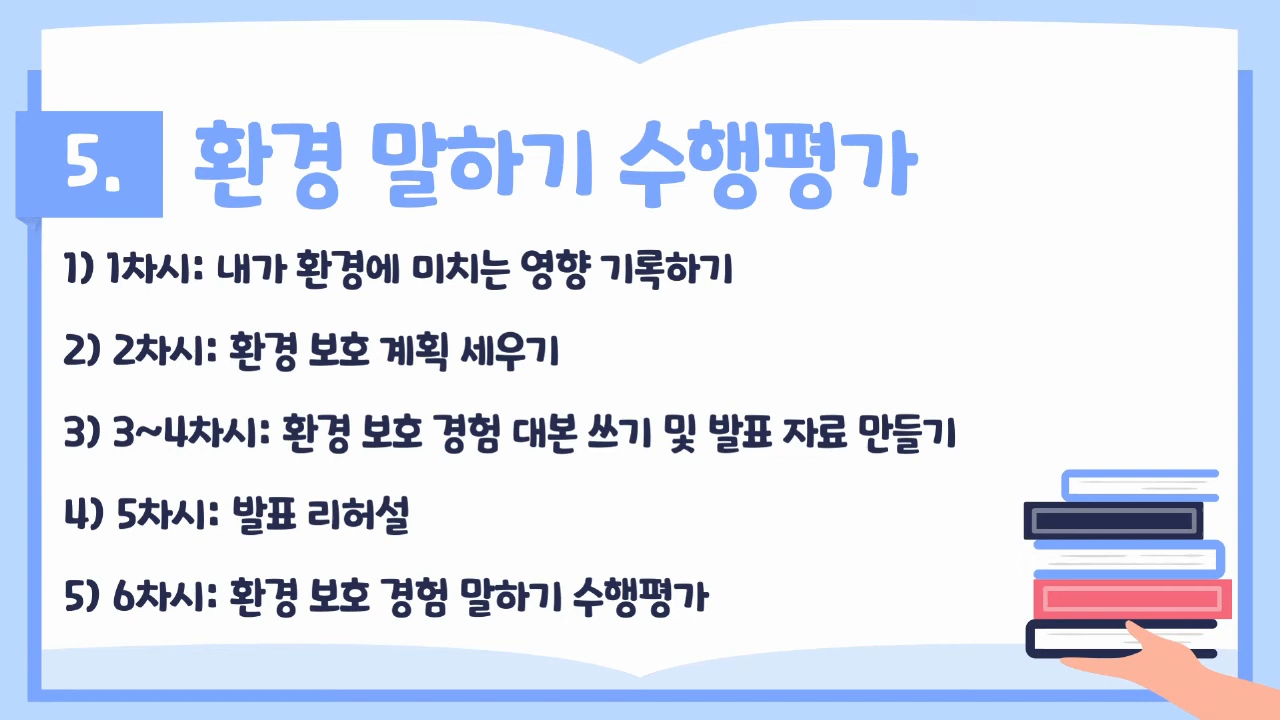 5. 환경 말하기 수행평가
1) 1차시: 내가 환경에 미치는 영향 기록하기
2) 2차시: 환경 보호 계획 세우기
3) 3~4차시: 환경 보호 경험 대본 쓰기 및 발표 자료 만들기
4) 5차시: 발표 리허설
5) 6차시: 환경 보호 경험 말하기 수행평가